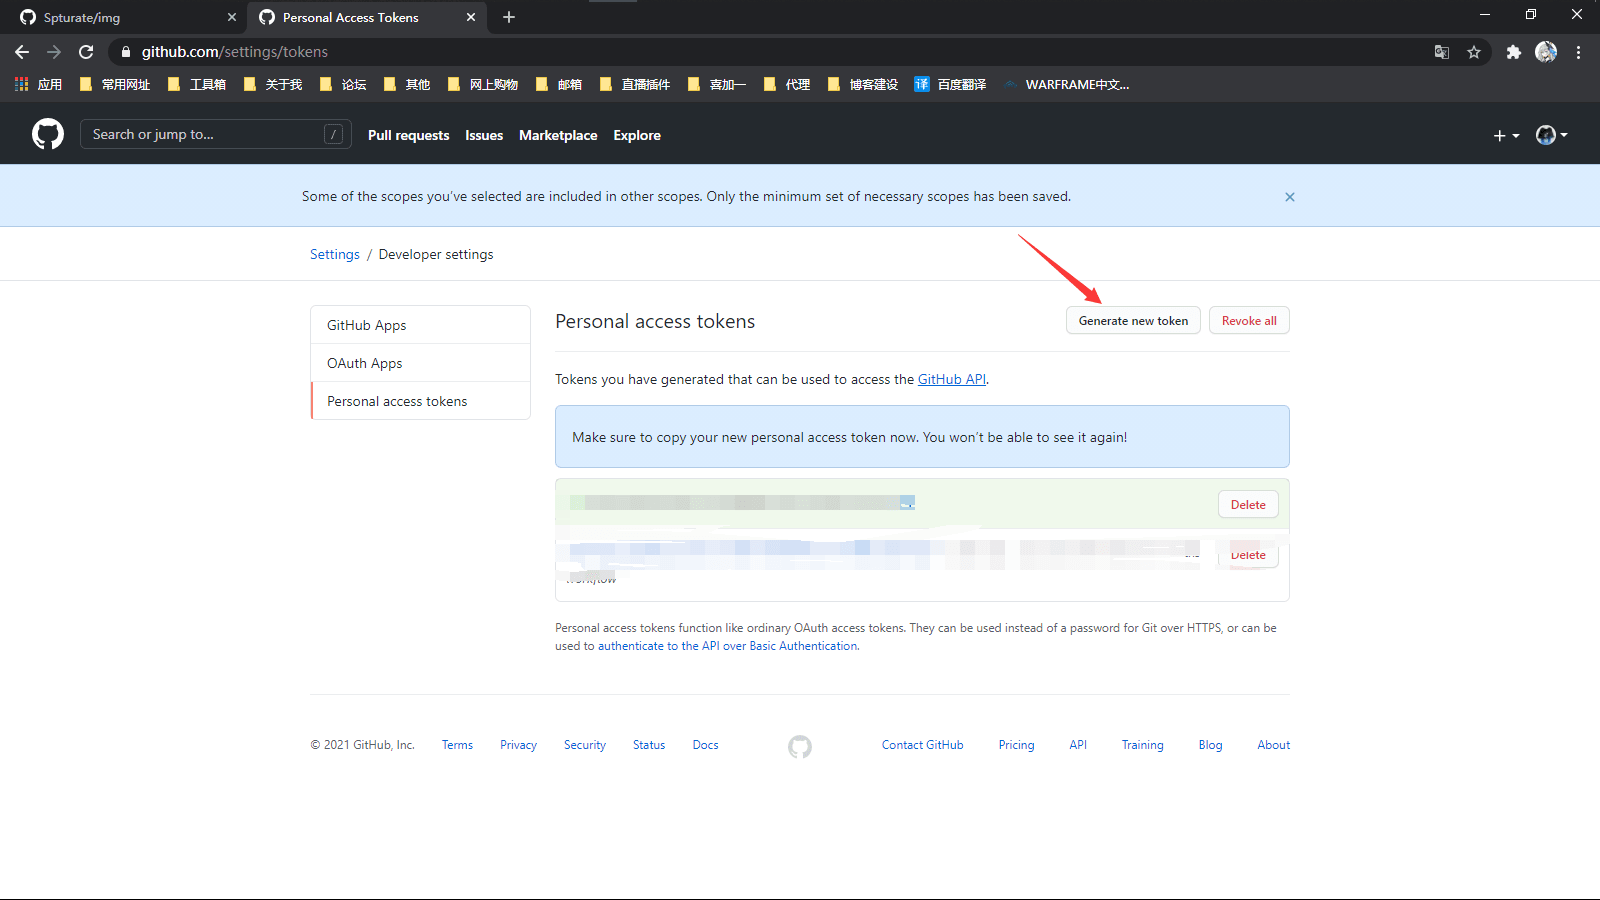 Spturate/img
Personal Access Tokens
github.com/settings/tokens
应用 常用网址 工具箱 关于我 论坛 其他 网上购物 邮箱 直播插件 喜加一 代理 博客建设 译 百度翻译 WARFRAME中文...
Search or jump to... / Pull requests Issues Marketplace Explore
Some of the scopes you've selected are included in other scopes. Only the minimum set of necessary scopes has been saved.
Settings / Developer settings
GitHub Apps
OAuth Apps
Personal access tokens
Personal access tokens
Generate new token
Revoke all
Tokens you have generated that can be used to access the GitHub API.
Make sure to copy your new personal access token now. You won't be able to see it again!
Delete
Delete
workflow
Personal access tokens function like ordinary OAuth access tokens. They can be used instead of a password for Git over HTTPS, or can be
used to authenticate to the API over Basic Authentication.
© 2021 GitHub, Inc. Terms Privacy Security Status Docs Contact GitHub Pricing API Training Blog About